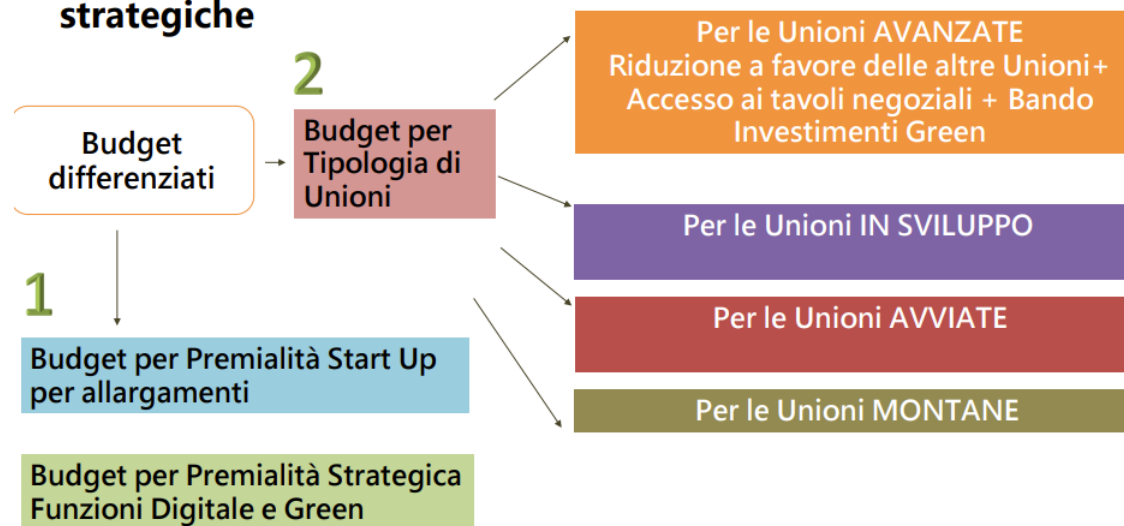 strategiche
Budget
differenziati
2
Budget per
Tipologia di
Unioni
Per le Unioni AVANZATE
Riduzione a favore delle altre Unioni+
Accesso ai tavoli negoziali + Bando
Investimenti Green
Per le Unioni IN SVILUPPO
Per le Unioni AVVIATE
Per le Unioni MONTANE
1
Budget per Premialità Start Up
per allargamenti
Budget per Premialità Strategica
Funzioni Digitale e Green